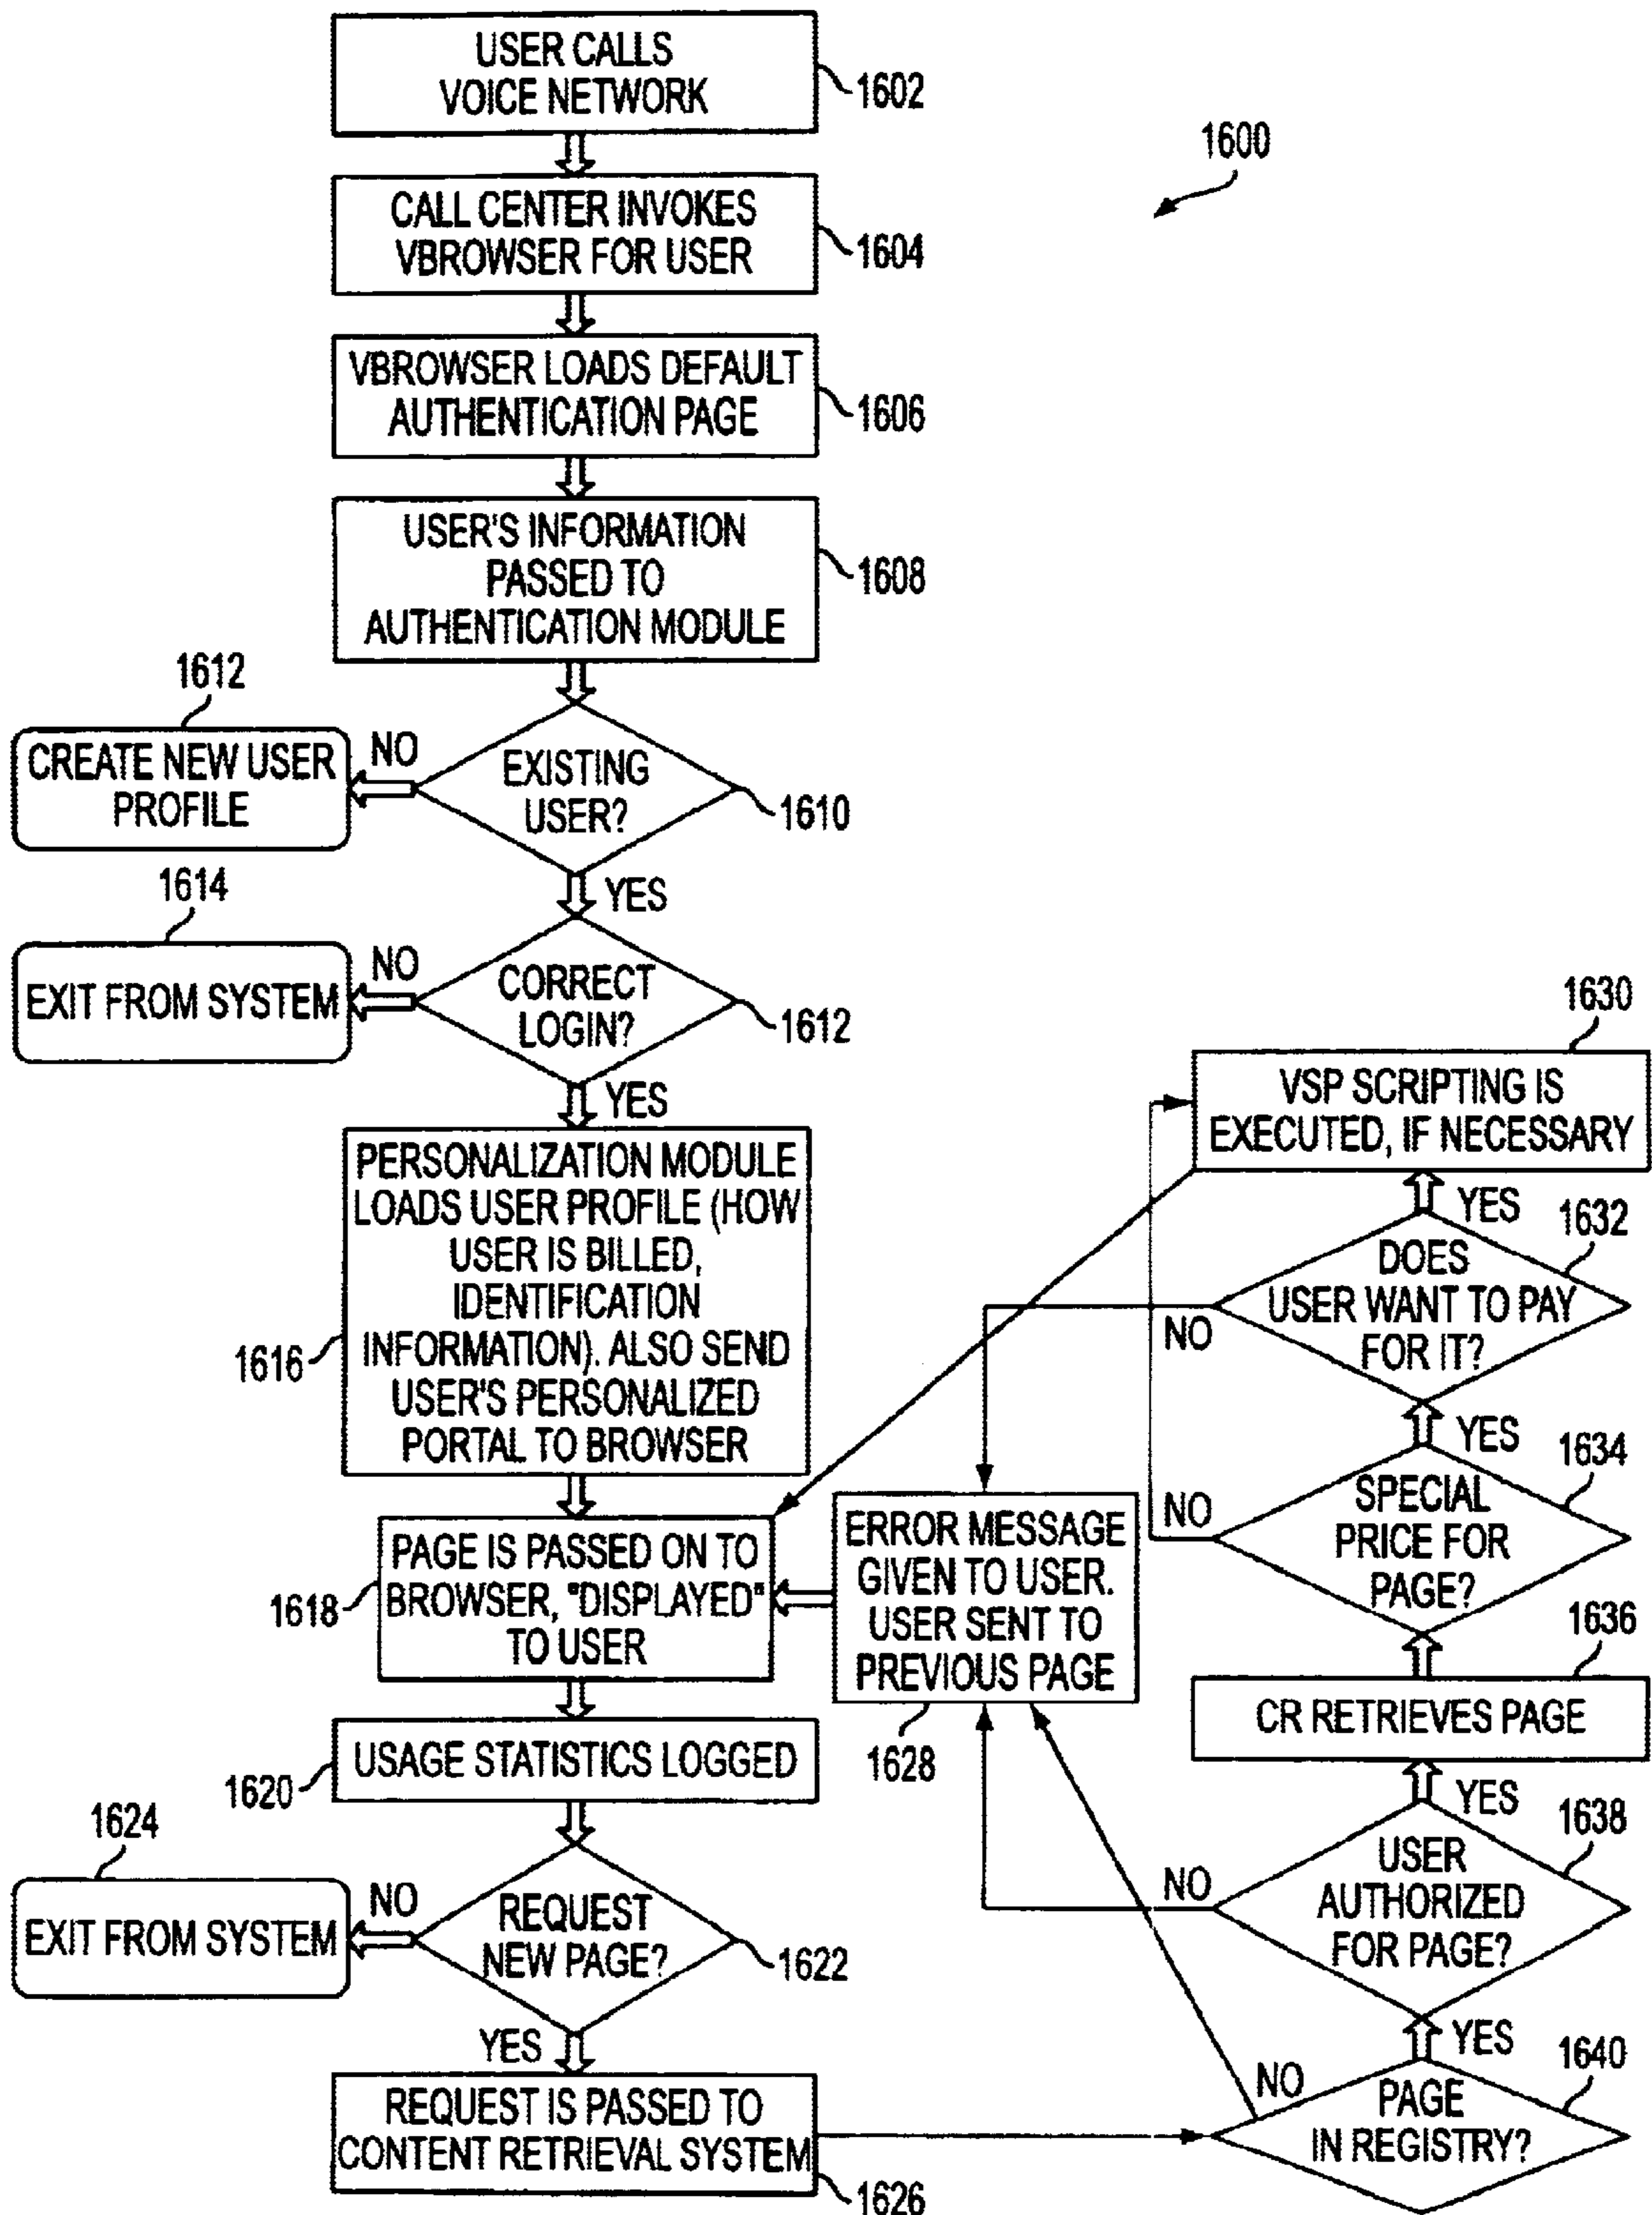 USER CALLS
VOICE NETWORK
1602
1600
CALL CENTER INVOKES
VBROWSER FOR USER
1604
VBROWSER LOADS DEFAULT
AUTHENTICATION PAGE
1606
USER'S INFORMATION
PASSED TO
AUTHENTICATION MODULE
1608
1612
CREATE NEW USER
PROFILE
NO
EXISTING
USER?
1610
YES
1614
EXIT FROM SYSTEM
NO
CORRECT
LOGIN?
1612
YES
PERSONALIZATION MODULE
LOADS USER PROFILE (HOW
USER IS BILLED,
IDENTIFICATION
INFORMATION). ALSO SEND
USER'S PERSONALIZED
PORTAL TO BROWSER
1616
PAGE IS PASSED ON TO
BROWSER, "DISPLAYED"
TO USER
1618
USAGE STATISTICS LOGGED
1620
1624
EXIT FROM SYSTEM
NO
REQUEST
NEW PAGE?
1622
YES
REQUEST IS PASSED TO
CONTENT RETRIEVAL SYSTEM
1626
ERROR MESSAGE
GIVEN TO USER.
USER SENT TO
PREVIOUS PAGE
1628
1630
VSP SCRIPTING IS
EXECUTED, IF NECESSARY
YES
1632
DOES
USER WANT TO PAY
FOR IT?
NO
YES
1634
SPECIAL
PRICE FOR
PAGE?
NO
1636
CR RETRIEVES PAGE
YES
1638
USER
AUTHORIZED
FOR PAGE?
NO
YES
1640
PAGE
IN REGISTRY?
NO